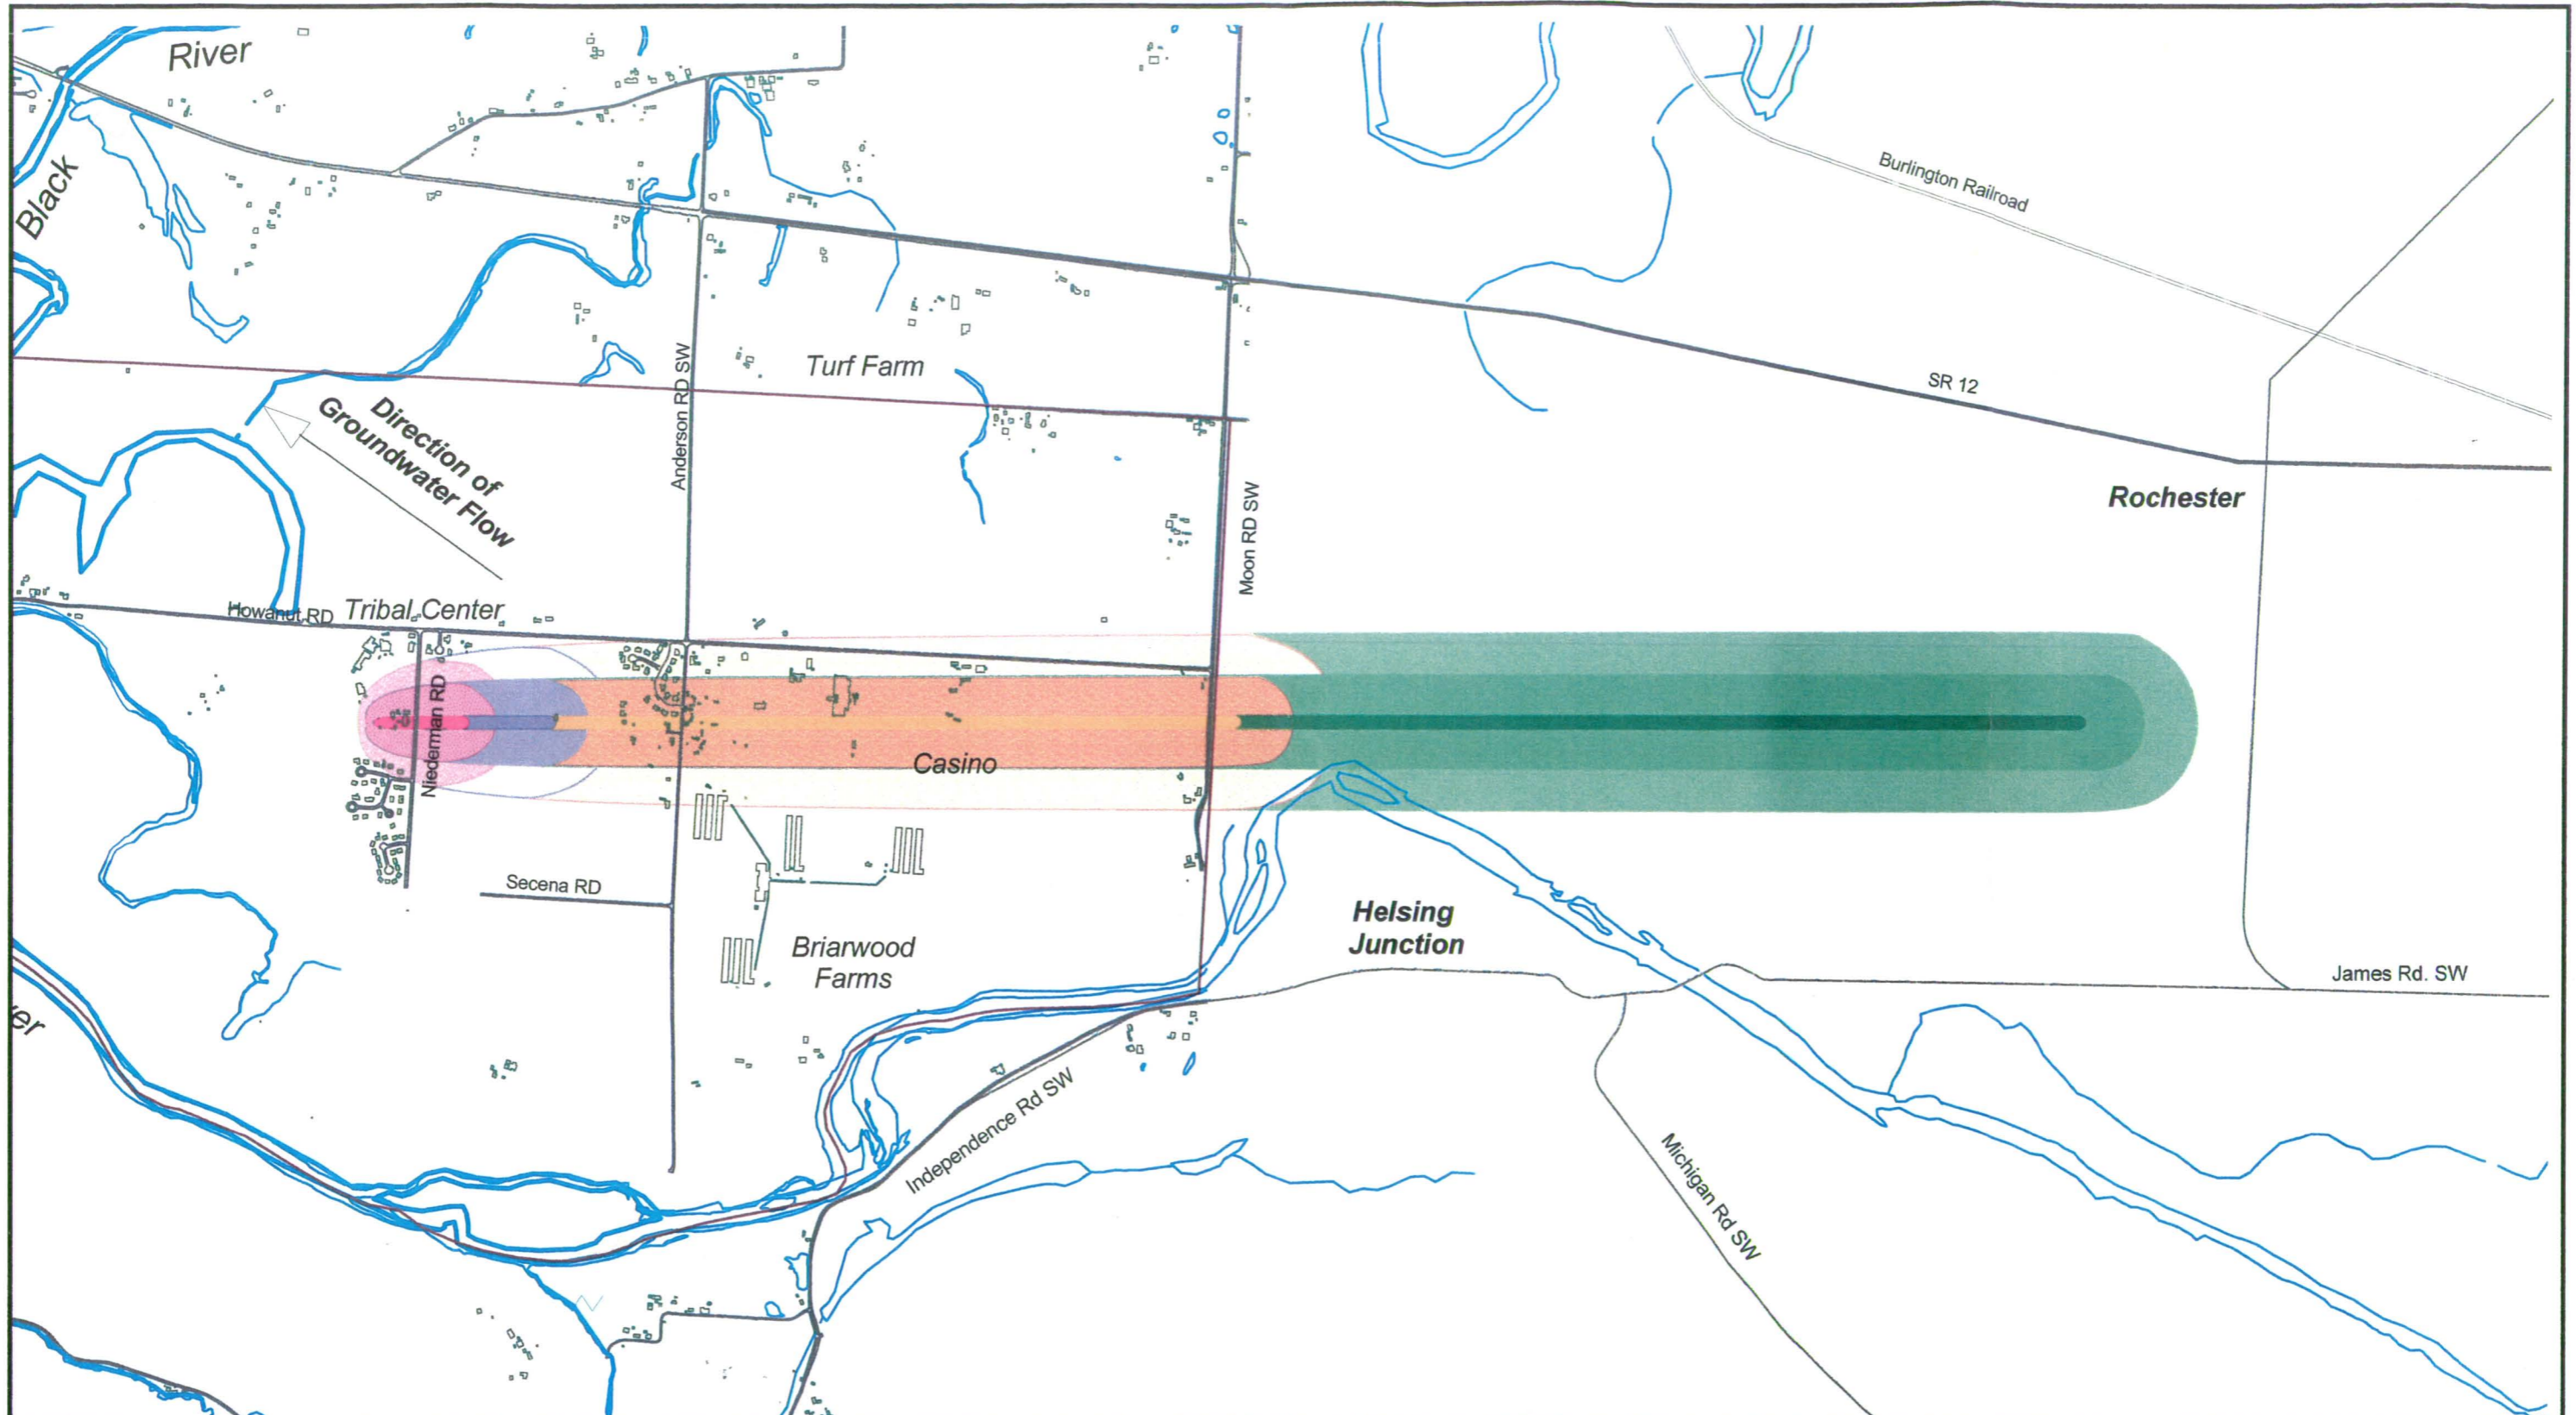 River
Black
Burlington Railroad
Turf Farm
SR 12
Anderson RD SW
Direction of
Groundwater Flow
Moon RD SW
Rochester
Howanut RD
Tribal Center
Niederman RD
Casino
Secena RD
Helsing
Junction
Briarwood
Farms
James Rd. SW
er
Independence Rd SW
Michigan Rd SW